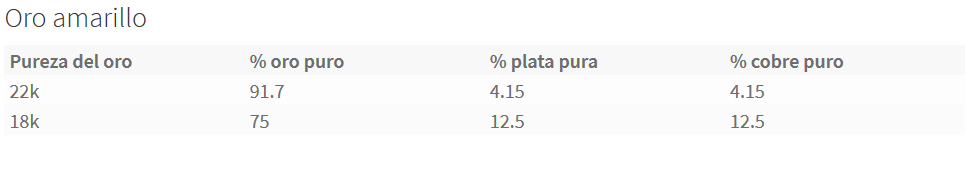 Oro amarillo
Pureza del oro % oro puro % plata pura % cobre puro
22k 91.7 4.15 4.15
18k 75 12.5 12.5